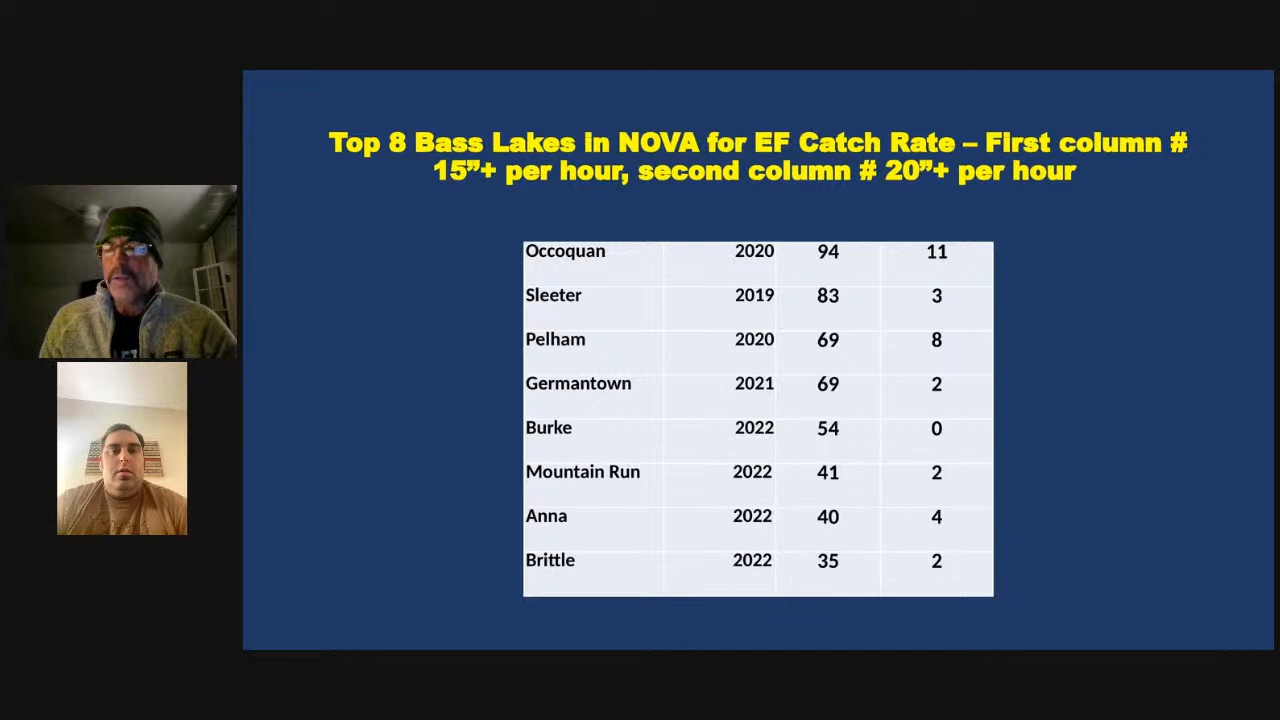 Top 8 Bass Lakes in NOVA for EF Catch Rate – First column #
15”+ per hour, second column # 20”+ per hour
Occoquan 2020 94 11
Sleeter 2019 83 3
Pelham 2020 69 8
Germantown 2021 69 2
Burke 2022 54 0
Mountain Run 2022 41 2
Anna 2022 40 4
Brittle 2022 35 2